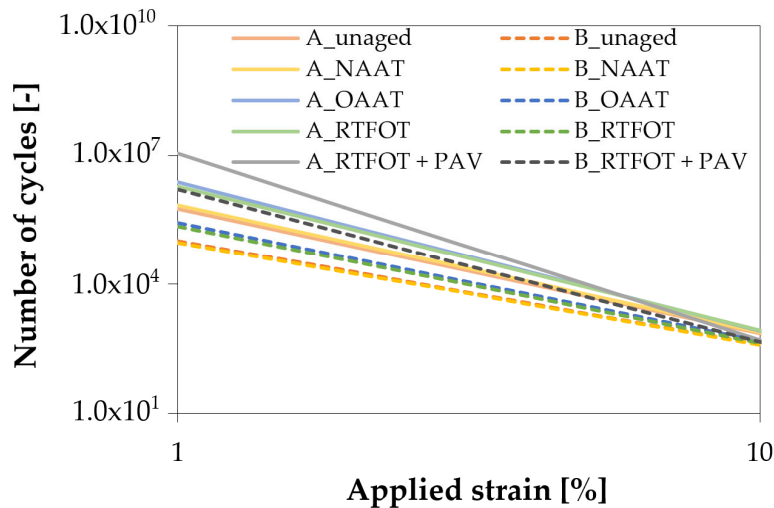 1.0x10¹⁰
A_unaged B_unaged
A_NAAT B_NAAT
A_OAAT B_OAAT
A_RTFOT B_RTFOT
A_RTFOT + PAV B_RTFOT + PAV
1.0x10⁷
1.0x10⁴
1.0x10¹
Number of cycles [-]
1 10
Applied strain [%]